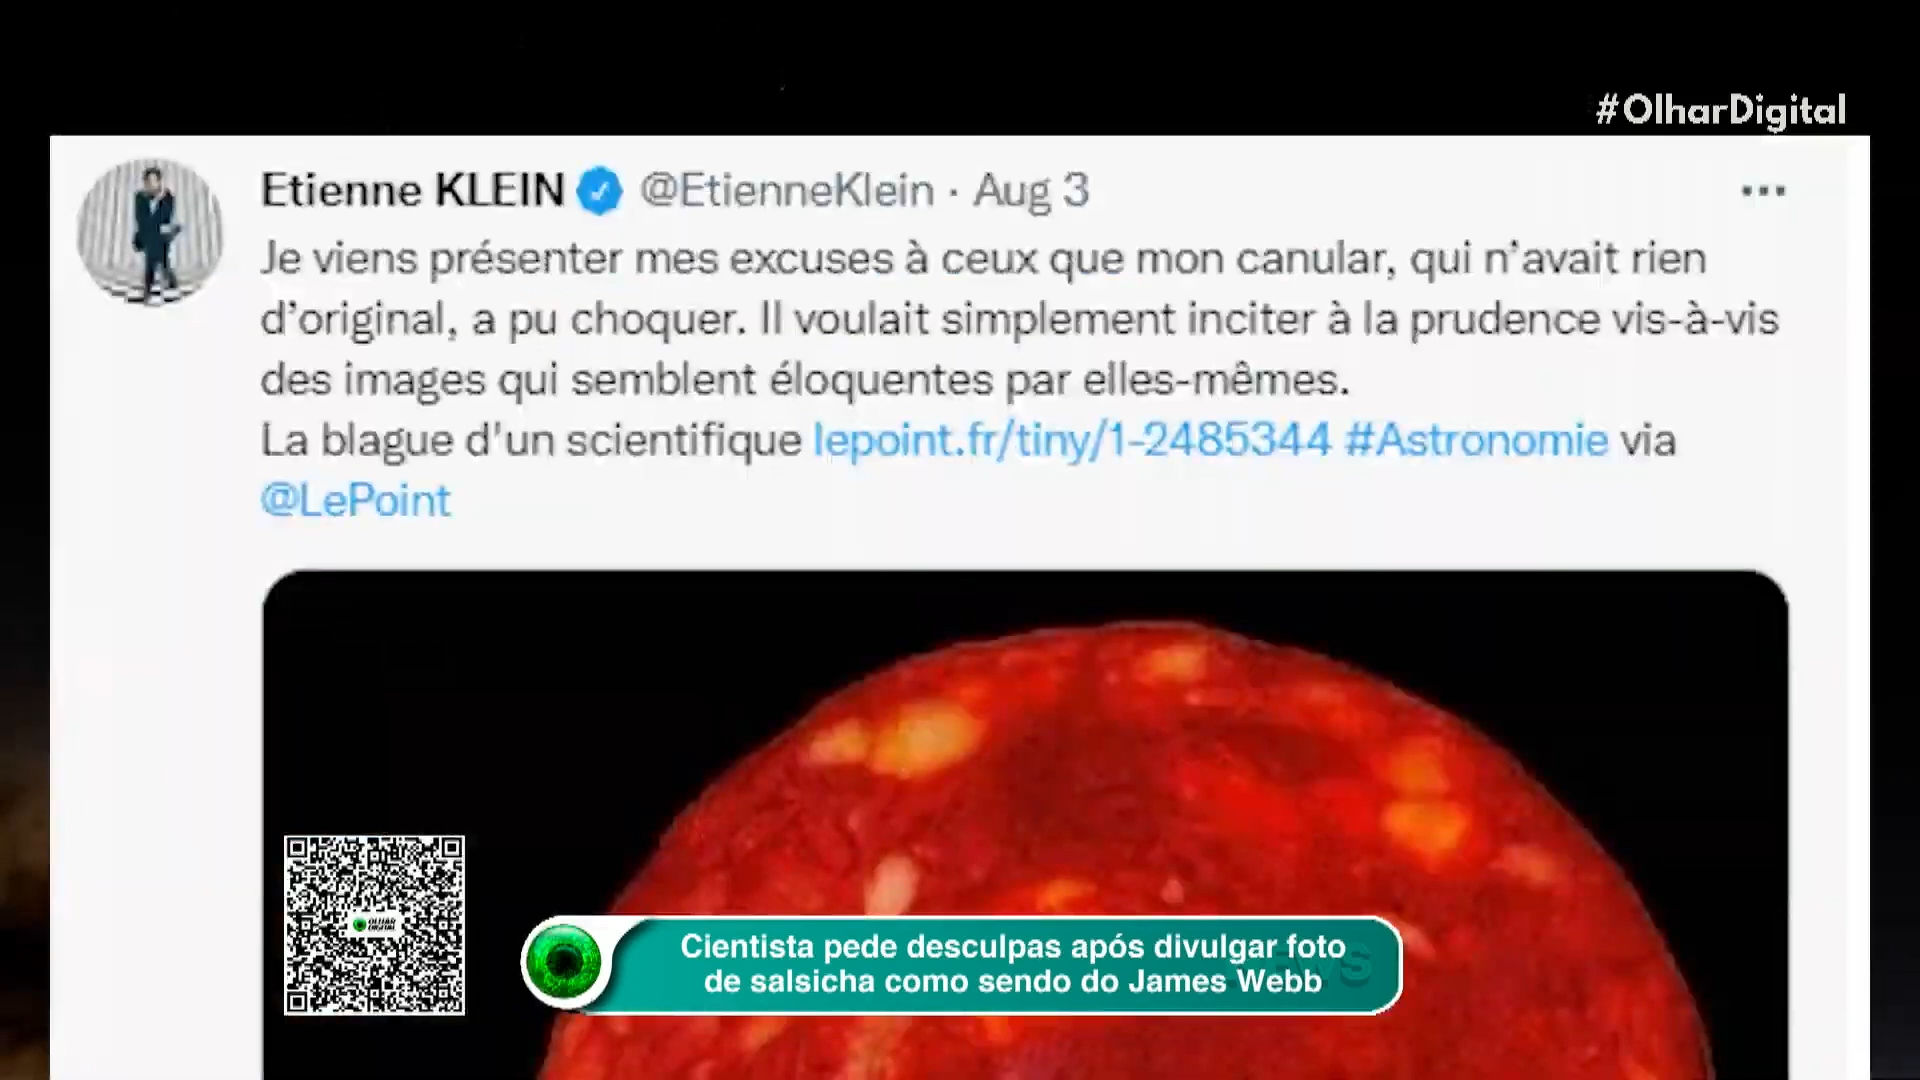 #OlharDigital
Etienne KLEIN @EtienneKlein · Aug 3
Je viens présenter mes excuses à ceux que mon canular, qui n’avait rien
d’original, a pu choquer. Il voulait simplement inciter à la prudence vis-à-vis
des images qui semblent éloquentes par elles-mêmes.
La blague d'un scientifique lepoint.fr/tiny/1-2485344 #Astronomie via
@LePoint
OLHAR
DIGITAL
Cientista pede desculpas após divulgar foto
de salsicha como sendo do James Webb